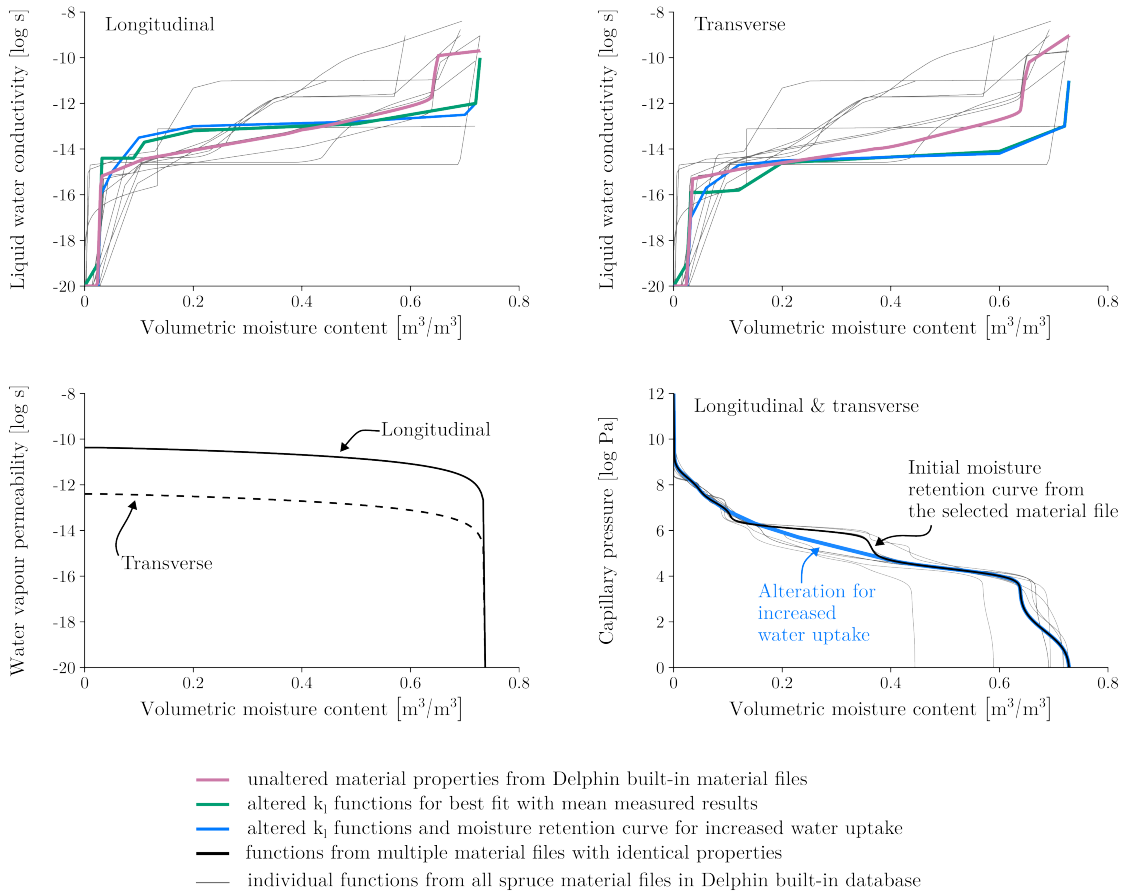 Longitudinal
Liquid water conductivity [log s]
-8
-10
-12
-14
-16
-18
-20
0
0.2
0.4
0.6
0.8
Volumetric moisture content [m³/m³]
Transverse
Liquid water conductivity [log s]
-8
-10
-12
-14
-16
-18
-20
0
0.2
0.4
0.6
0.8
Volumetric moisture content [m³/m³]
Water vapour permeability [log s]
-8
-10
-12
-14
-16
-18
-20
Longitudinal
Transverse
0
0.2
0.4
0.6
0.8
Volumetric moisture content [m³/m³]
Longitudinal & transverse
Capillary pressure [log Pa]
12
10
8
6
4
2
0
Initial moisture
retention curve from
the selected material file
Alteration for
increased
water uptake
0
0.2
0.4
0.6
0.8
Volumetric moisture content [m³/m³]
unaltered material properties from Delphin built-in material files
altered kₗ functions for best fit with mean measured results
altered kₗ functions and moisture retention curve for increased water uptake
functions from multiple material files with identical properties
individual functions from all spruce material files in Delphin built-in database